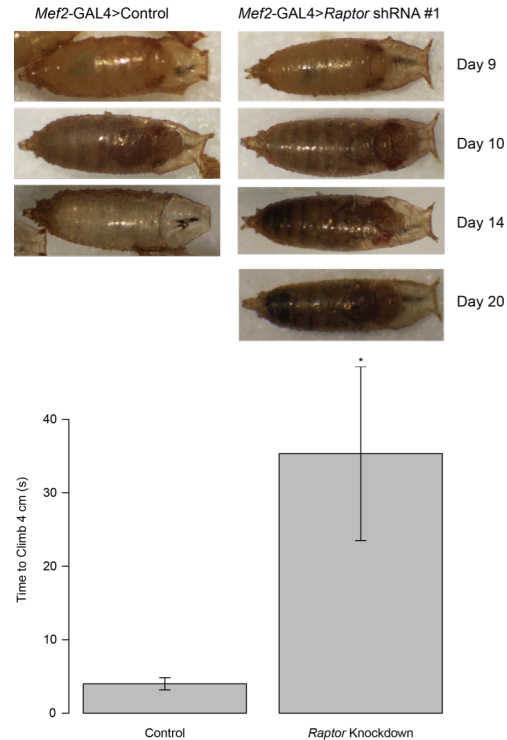 Mef2-GAL4>Control
Mef2-GAL4>Raptor shRNA #1
Day 9
Day 10
Day 14
Day 20
*
40
30
20
10
0
Time to Climb 4 cm (s)
Control
Raptor Knockdown